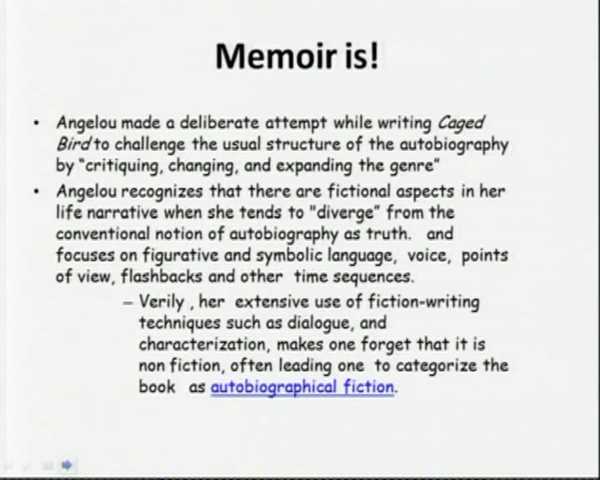 Memoir is!
• Angelou made a deliberate attempt while writing Caged
Bird to challenge the usual structure of the autobiography
by "critiquing, changing, and expanding the genre"
• Angelou recognizes that there are fictional aspects in her
life narrative when she tends to "diverge" from the
conventional notion of autobiography as truth. and
focuses on figurative and symbolic language, voice, points
of view, flashbacks and other time sequences.
– Verily , her extensive use of fiction-writing
techniques such as dialogue, and
characterization, makes one forget that it is
non fiction, often leading one to categorize the
book as autobiographical fiction.